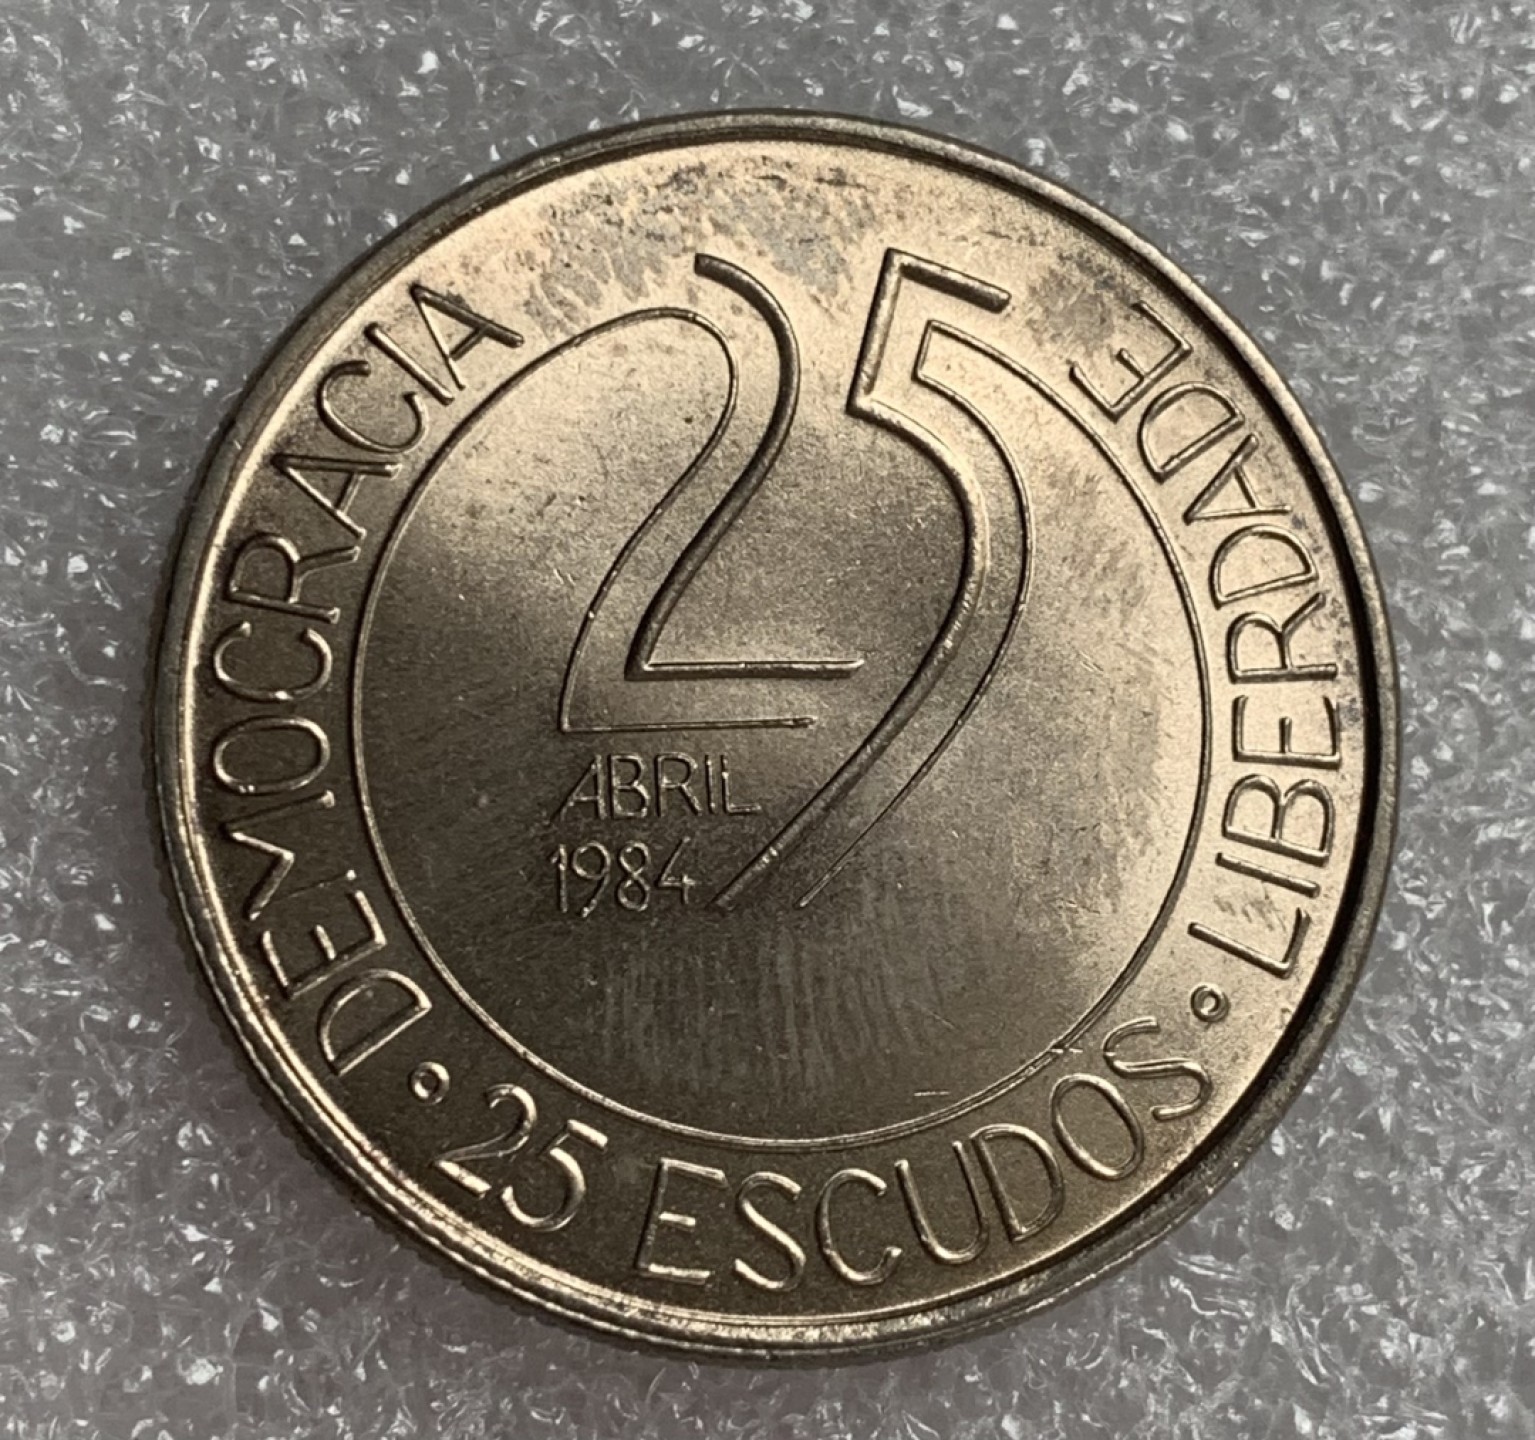 25
ABRIL
1984
DEMOCRACIA • 25 ESCUDOS • LIBERDADE